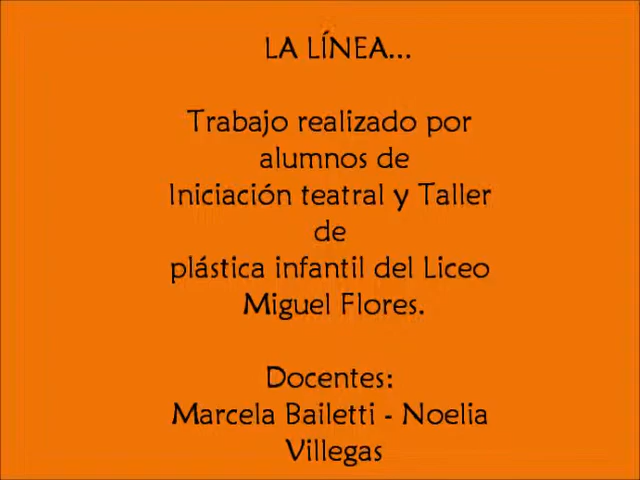 LA LÍNEA...
Trabajo realizado por
alumnos de
Iniciación teatral y Taller
de
plástica infantil del Liceo
Miguel Flores.
Docentes:
Marcela Bailetti - Noelia
Villegas